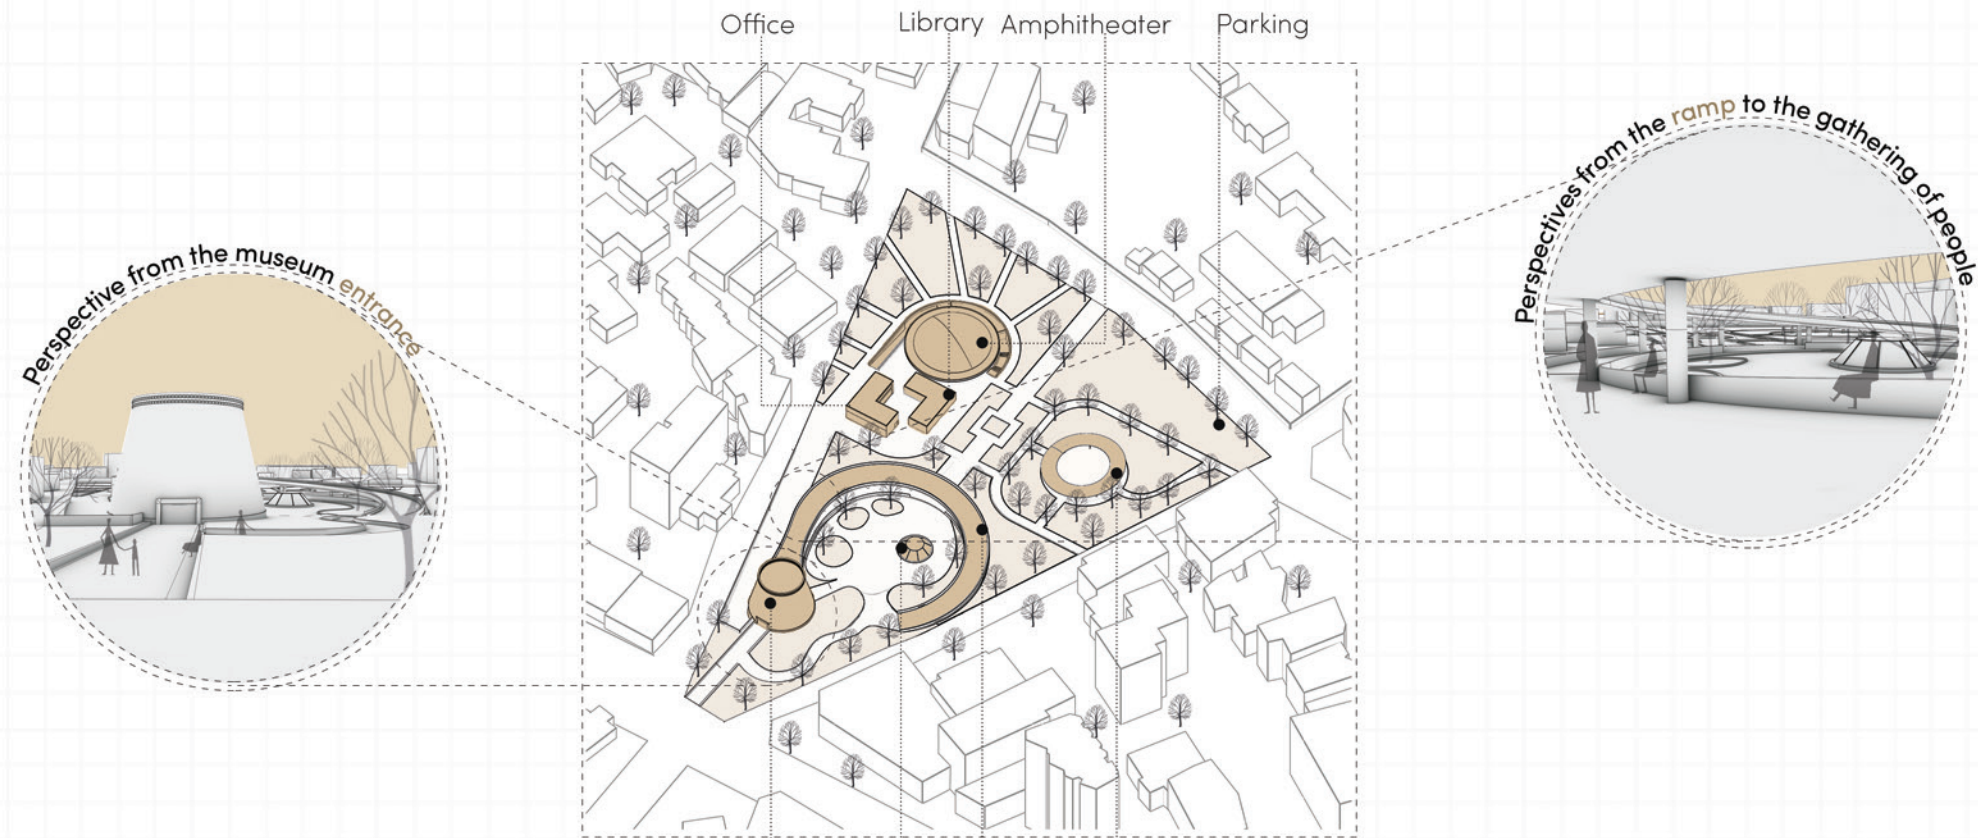 Office
Library
Amphitheater
Parking
Perspective from the museum entrance
Perspectives from the ramp to the gathering of people